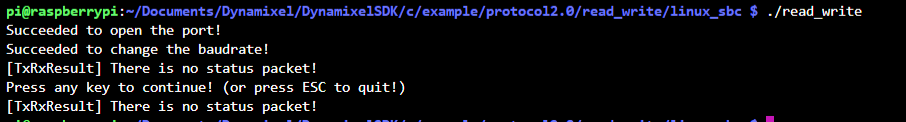 pi@raspberrypi:~/Documents/Dynamixel/DynamixelSDK/c/example/protocol2.0/read_write/linux_sbc $ ./read_write
Succeeded to open the port!
Succeeded to change the baudrate!
[TxRxResult] There is no status packet!
Press any key to continue! (or press ESC to quit!)
[TxRxResult] There is no status packet!